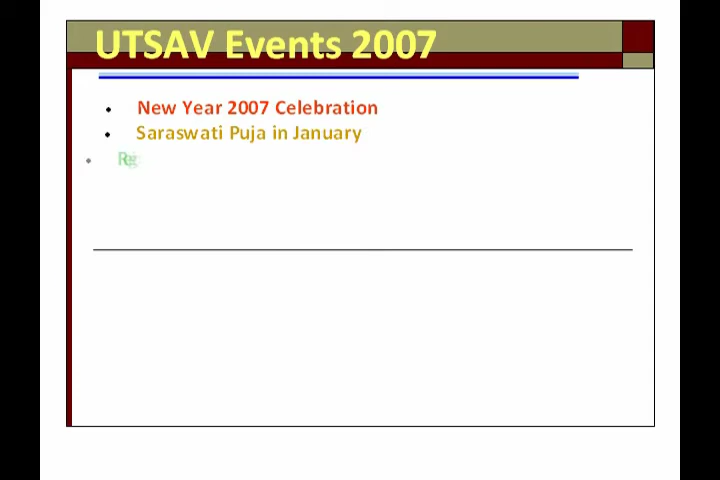 UTSAV Events 2007
• New Year 2007 Celebration
• Saraswati Puja in January